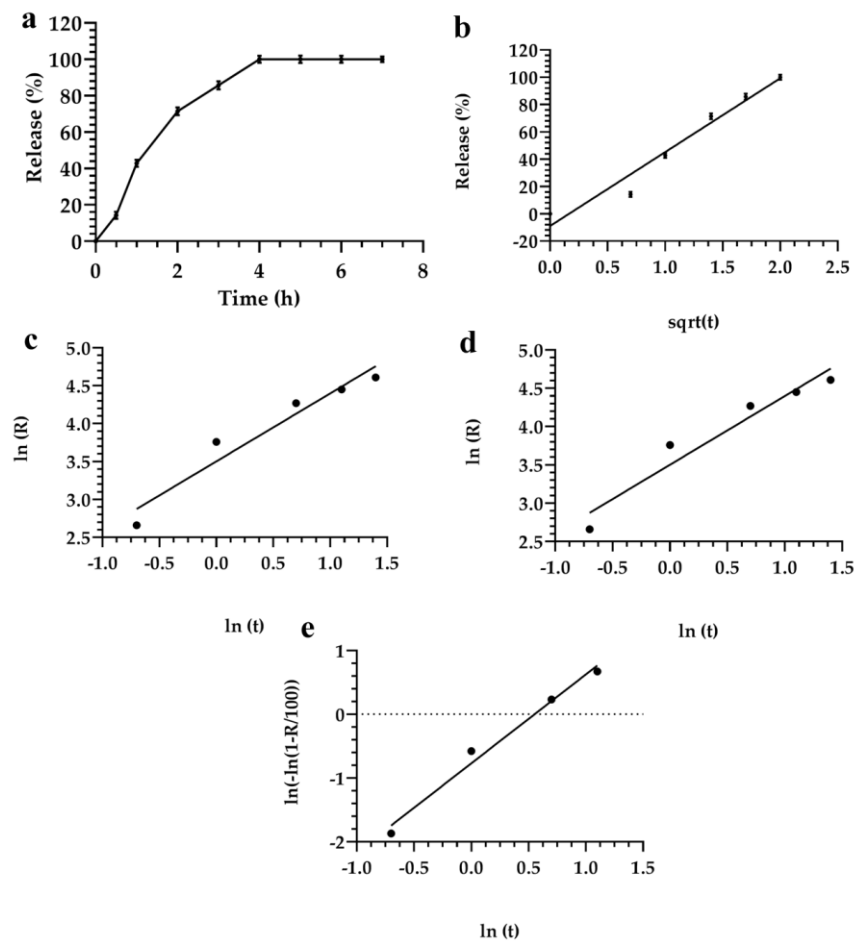 a
Release (%)
120
100
80
60
40
20
0
0 2 4 6 8
Time (h)
b
Release (%)
120
100
80
60
40
20
0
-20
0.0 0.5 1.0 1.5 2.0 2.5
sqrt(t)
c
ln (R)
5.0
4.5
4.0
3.5
3.0
2.5
-1.0 -0.5 0.0 0.5 1.0 1.5
ln (t)
d
ln (R)
5.0
4.5
4.0
3.5
3.0
2.5
-1.0 -0.5 0.0 0.5 1.0 1.5
ln (t)
e
ln(-ln(1-R/100))
1
0
-1
-2
-1.0 -0.5 0.0 0.5 1.0 1.5
ln (t)